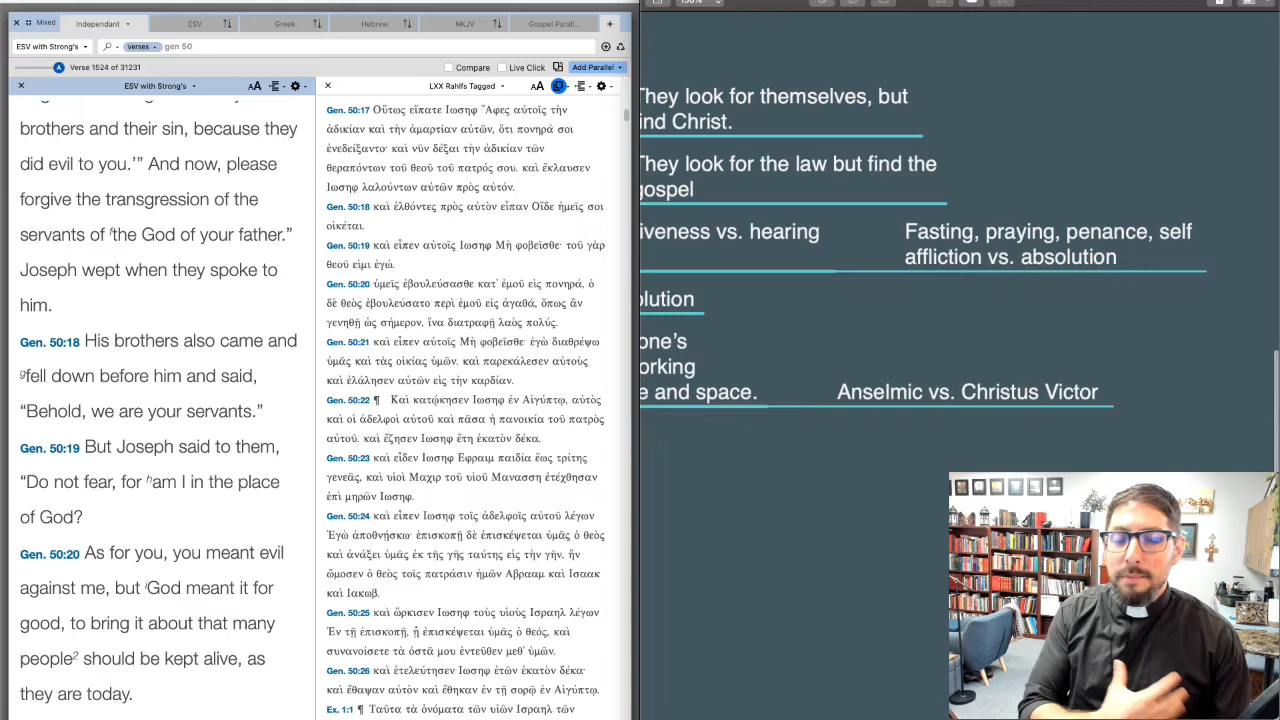 Mixed
Independant
ESV
Greek
Hebrew
NKJV
Gospel Parall...
+
ESV with Strong's
Verses
gen 50
Verse 1524 of 31231
Compare
Live Click
Add Parallel
ESV with Strong's
AA
LXX Rahlfs Tagged
AA
brothers and their sin, because they
did evil to you.’” And now, please
forgive the transgression of the
servants of fthe God of your father.”
Joseph wept when they spoke to
him.
Gen. 50:18 His brothers also came and
gfell down before him and said,
“Behold, we are your servants.”
Gen. 50:19 But Joseph said to them,
“Do not fear, for ham I in the place
of God?
Gen. 50:20 As for you, you meant evil
against me, but iGod meant it for
good, to bring it about that many
people2 should be kept alive, as
they are today.
Gen. 50:17 Οὕτως εἴπατε Ιωσηφ Ἄφες αὐτοῖς τὴν
ἀδικίαν καὶ τὴν ἁμαρτίαν αὐτῶν, ὅτι πονηρά σοι
ἐνεδείξαντο· καὶ νῦν δέξαι τὴν ἀδικίαν τῶν
θεραπόντων τοῦ θεοῦ τοῦ πατρός σου. καὶ ἔκλαυσεν
Ιωσηφ λαλούντων αὐτῶν πρὸς αὐτόν.
Gen. 50:18 καὶ ἐλθόντες πρὸς αὐτὸν εἶπαν Οἵδε ἡμεῖς σοι
οἰκέται.
Gen. 50:19 καὶ εἶπεν αὐτοῖς Ιωσηφ Μὴ φοβεῖσθε· τοῦ γὰρ
θεοῦ εἰμι ἐγώ.
Gen. 50:20 ὑμεῖς ἐβουλεύσασθε κατ᾽ ἐμοῦ εἰς πονηρά, ὁ
δὲ θεὸς ἐβουλεύσατο περὶ ἐμοῦ εἰς ἀγαθά, ὅπως ἂν
γενηθῇ ὡς σήμερον, ἵνα διατραφῇ λαὸς πολύς.
Gen. 50:21 καὶ εἶπεν αὐτοῖς Μὴ φοβεῖσθε· ἐγὼ διαθρέψω
ὑμᾶς καὶ τὰς οἰκίας ὑμῶν. καὶ παρεκάλεσεν αὐτοὺς
καὶ ἐλάλησεν αὐτῶν εἰς τὴν καρδίαν.
Gen. 50:22 ¶ Καὶ κατῴκησεν Ιωσηφ ἐν Αἰγύπτῳ, αὐτὸς
καὶ οἱ ἀδελφοὶ αὐτοῦ καὶ πᾶσα ἡ πανοικία τοῦ πατρὸς
αὐτοῦ. καὶ ἔζησεν Ιωσηφ ἔτη ἑκατὸν δέκα.
Gen. 50:23 καὶ εἶδεν Ιωσηφ Εφραιμ παιδία ἕως τρίτης
γενεᾶς, καὶ υἱοὶ Μαχιρ τοῦ υἱοῦ Μανασση ἐτέχθησαν
ἐπὶ μηρῶν Ιωσηφ.
Gen. 50:24 καὶ εἶπεν Ιωσηφ τοῖς ἀδελφοῖς αὐτοῦ λέγων
Ἐγὼ ἀποθνῄσκω· ἐπισκοπῇ δὲ ἐπισκέψεται ὑμᾶς ὁ θεὸς
καὶ ἀνάξει ὑμᾶς ἐκ τῆς γῆς ταύτης εἰς τὴν γῆν, ἣν
ὤμοσεν ὁ θεὸς τοῖς πατράσιν ἡμῶν Αβρααμ καὶ Ισαακ
καὶ Ιακωβ.
Gen. 50:25 καὶ ὥρκισεν Ιωσηφ τοὺς υἱοὺς Ισραηλ λέγων
Ἐν τῇ ἐπισκοπῇ, ᾗ ἐπισκέψεται ὑμᾶς ὁ θεός, καὶ
συνανοίσετε τὰ ὀστᾶ μου ἐντεῦθεν μεθ᾽ ὑμῶν.
Gen. 50:26 καὶ ἐτελεύτησεν Ιωσηφ ἐτῶν ἑκατὸν δέκα·
καὶ ἔθαψαν αὐτὸν καὶ ἔθηκαν ἐν τῇ σορῷ ἐν Αἰγύπτῳ.
Ex. 1:1 ¶ Ταῦτα τὰ ὀνόματα τῶν υἱῶν Ισραηλ τῶν
They look for themselves, but
ind Christ.
They look for the law but find the
gospel
iveness vs. hearing
Fasting, praying, penance, self
affliction vs. absolution
olution
one's
orking
e and space.
Anselmic vs. Christus Victor